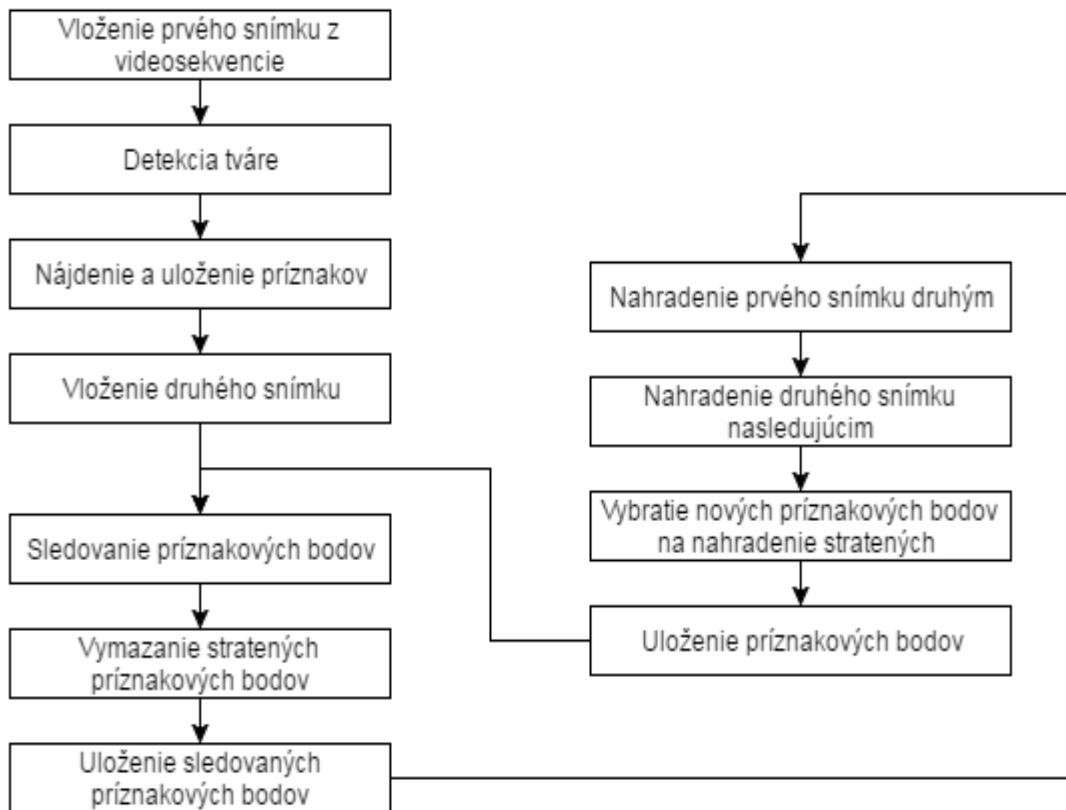 Vloženie prvého snímku z
videosekvencie
Detekcia tváre
Nájdenie a uloženie príznakov
Vloženie druhého snímku
Sledovanie príznakových bodov
Vymazanie stratených
príznakových bodov
Uloženie sledovaných
príznakových bodov
Nahradenie prvého snímku druhým
Nahradenie druhého snímku
nasledujúcim
Vybratie nových príznakových bodov
na nahradenie stratených
Uloženie príznakových bodov